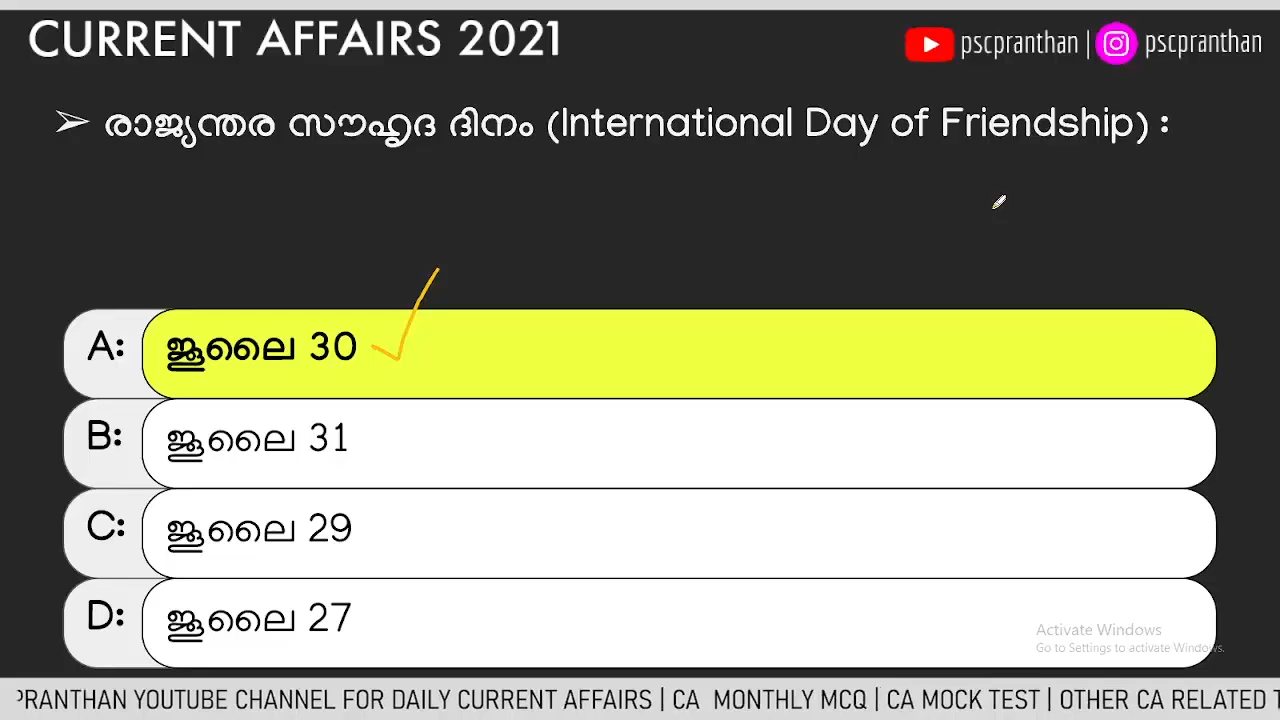 CURRENT AFFAIRS 2021
pscpranthan | pscpranthan
➢ രാജ്യന്തര സൗഹൃദ ദിനം (International Day of Friendship) :
A: ജൂലൈ 30
B: ജൂലൈ 31
C: ജൂലൈ 29
D: ജൂലൈ 27
Activate Windows
Go to Settings to activate Windows.
PRANTHAN YOUTUBE CHANNEL FOR DAILY CURRENT AFFAIRS | CA MONTHLY MCQ | CA MOCK TEST | OTHER CA RELATED